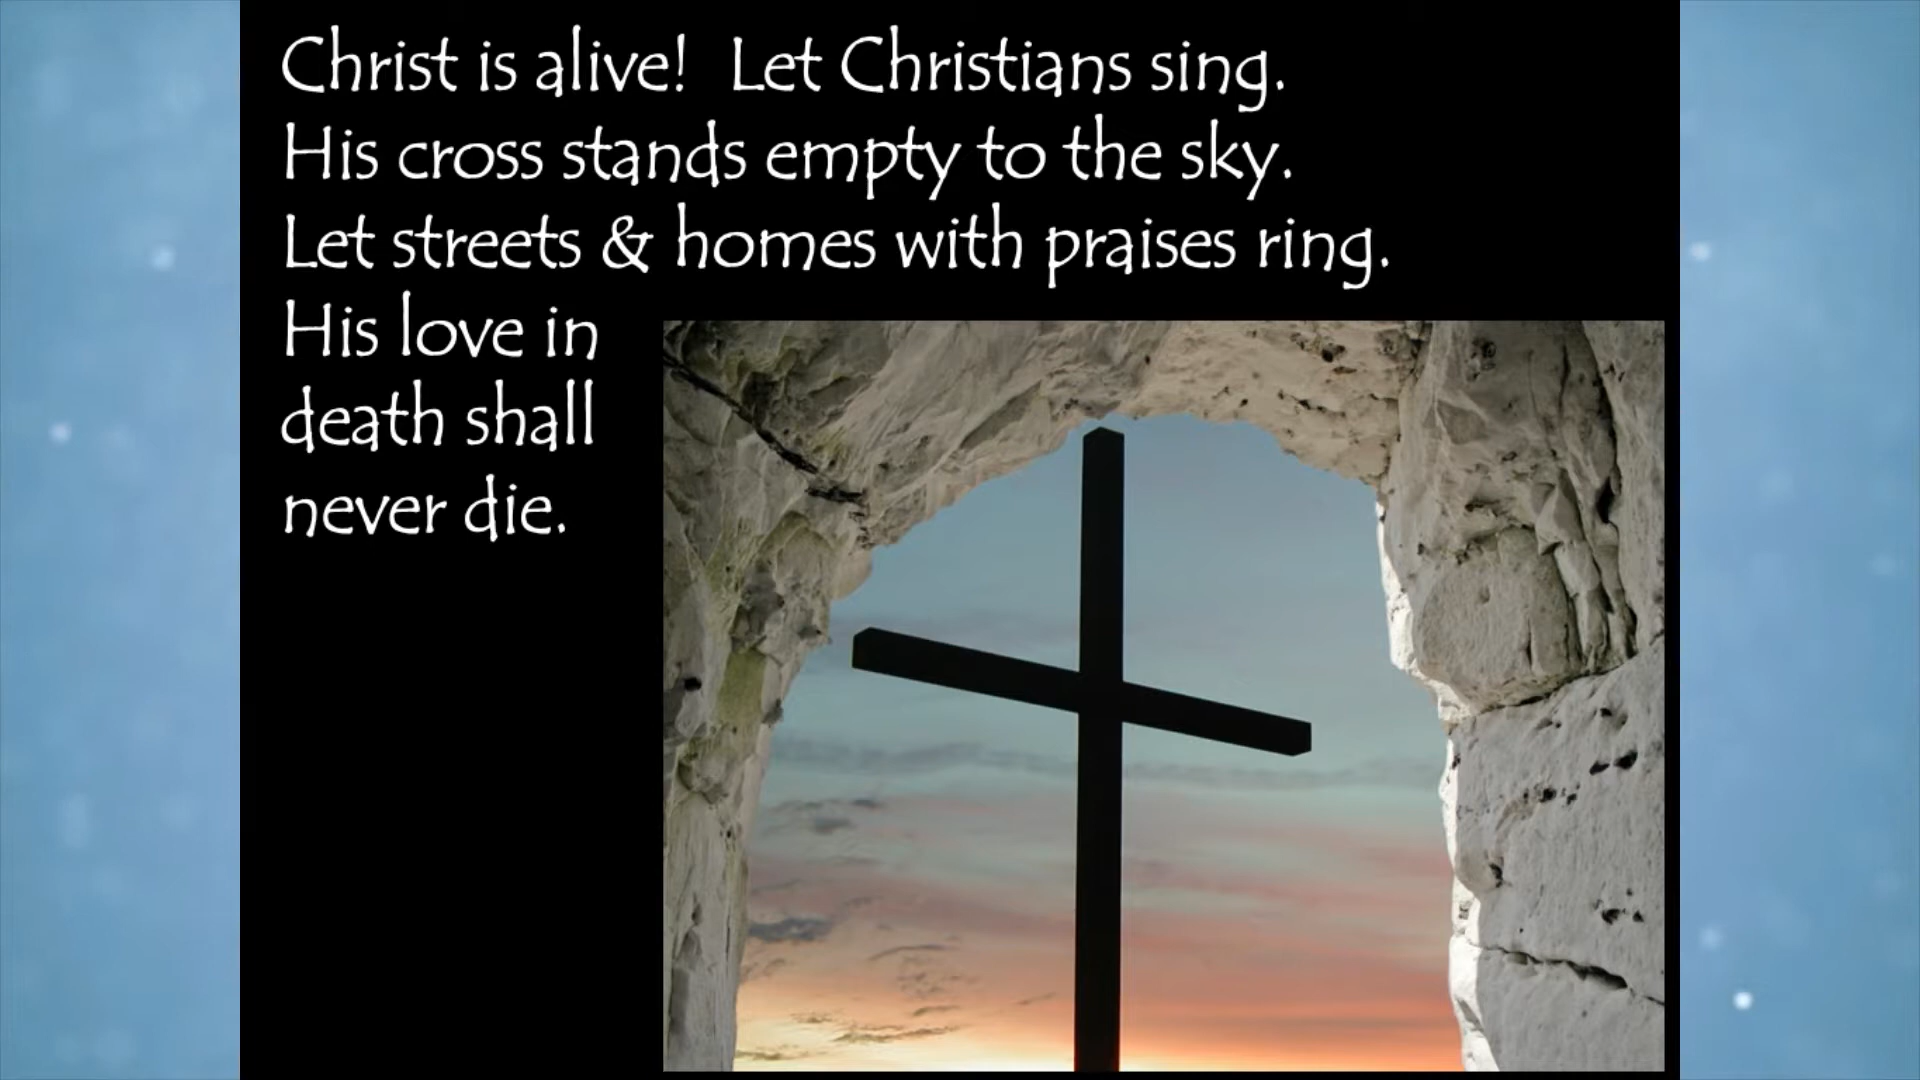 Christ is alive! Let Christians sing.
His cross stands empty to the sky.
Let streets & homes with praises ring.
His love in
death shall
never die.